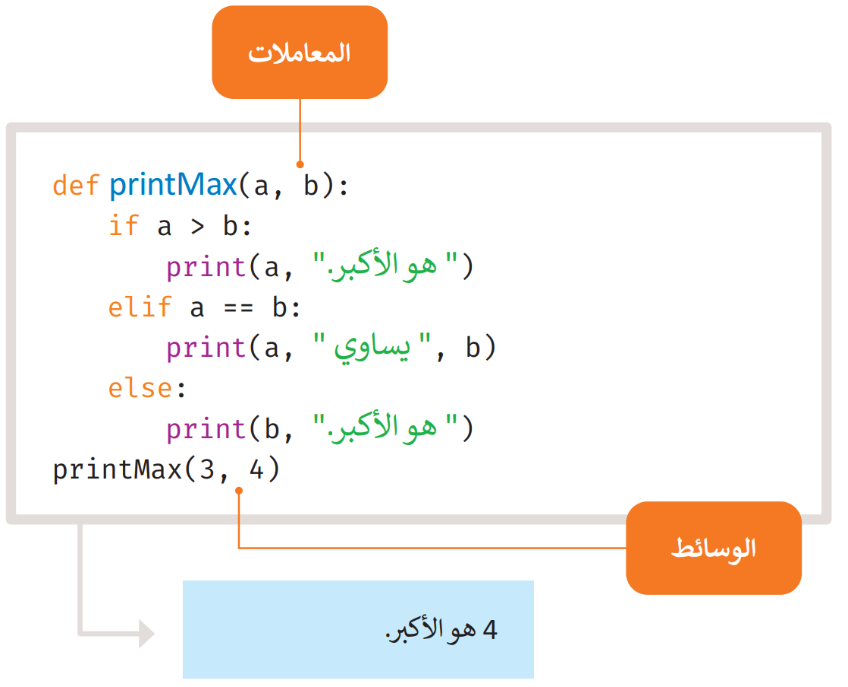 المعاملات
def printMax(a, b):
    if a > b:
        print(a, "هو الأكبر.")
    elif a == b:
        print(a, "يساوي", b)
    else:
        print(b, "هو الأكبر.")
printMax(3, 4)
الوسائط
4 هو الأكبر.